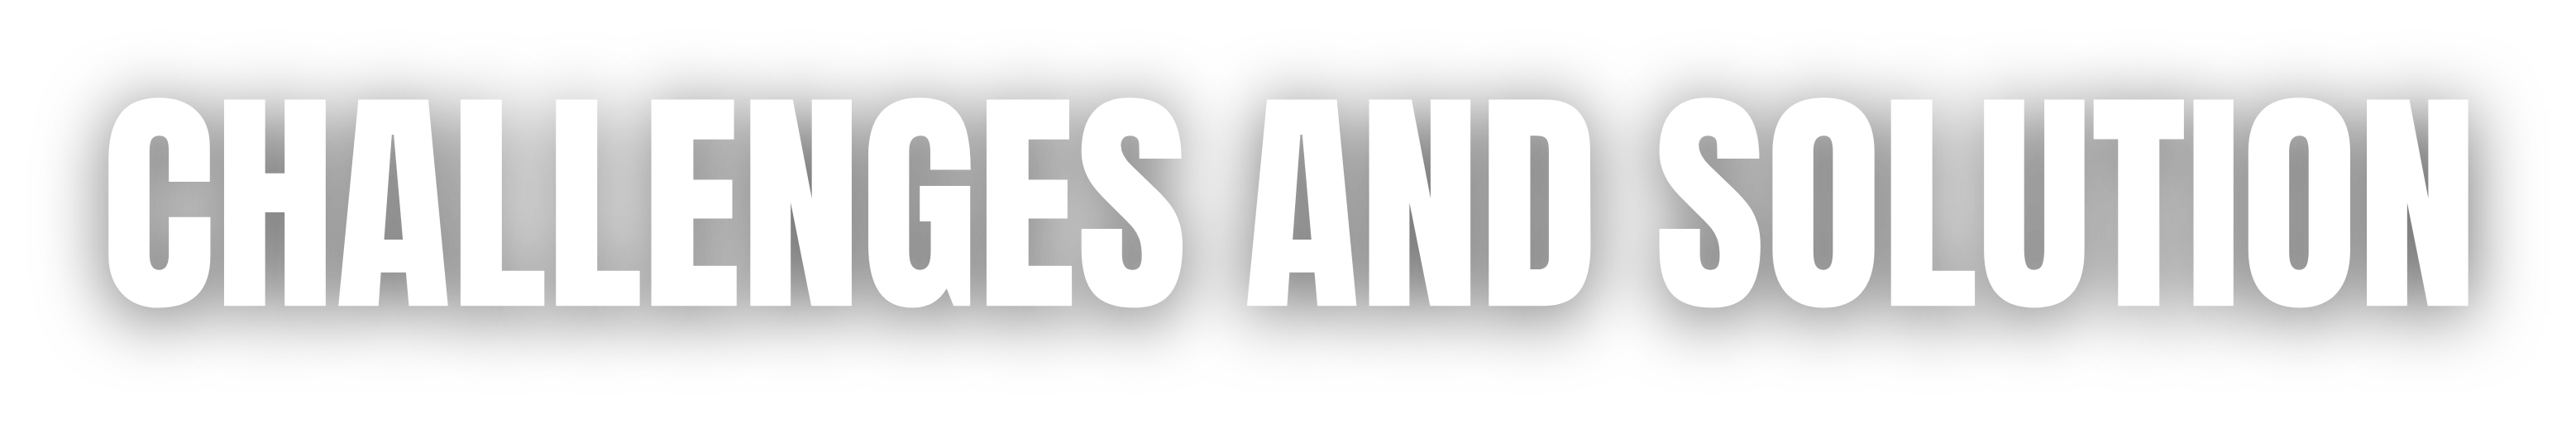 CHALLENGES AND SOLUTION